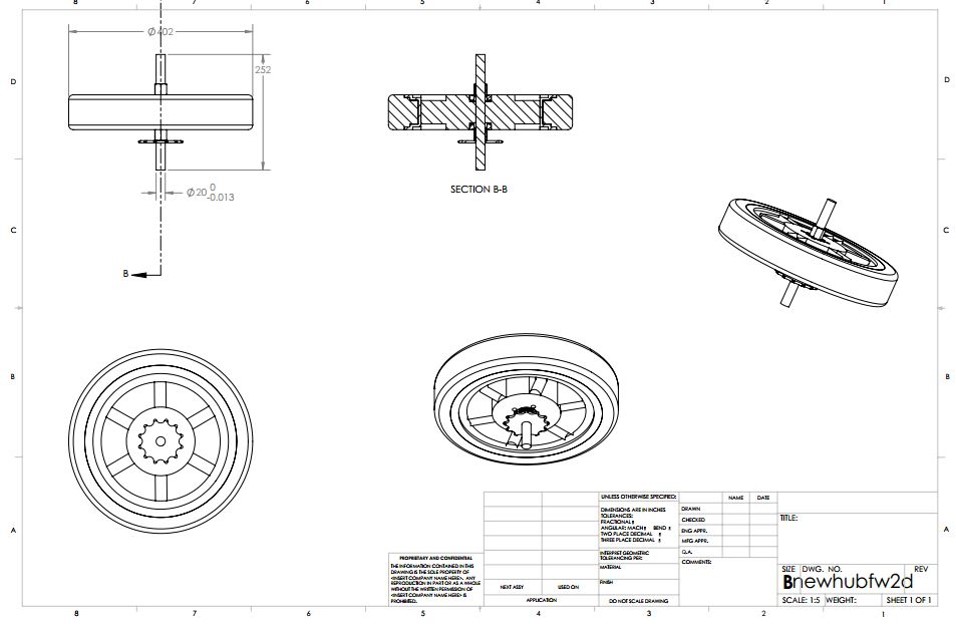 8 7 6 5 4 3 2 1
Ø402
252
D D
Ø20 0
-0.013
SECTION B-B
C C
B
B B
A A
UNLESS OTHERWISE SPECIFIED:
NAME DATE
DIMENSIONS ARE IN INCHES
TOLERANCES:
FRACTIONAL±
ANGULAR: MACH± BEND ±
TWO PLACE DECIMAL ±
THREE PLACE DECIMAL ±
DRAWN
CHECKED
ENG APPR.
MFG APPR.
TITLE:
INTERPRET GEOMETRIC
TOLERANCING PER:
Q.A.
COMMENTS:
MATERIAL
FINISH
PROPRIETARY AND CONFIDENTIAL
THE INFORMATION CONTAINED IN THIS
DRAWING IS THE SOLE PROPERTY OF
<INSERT COMPANY NAME HERE>. ANY
REPRODUCTION IN PART OR AS A WHOLE
WITHOUT THE WRITTEN PERMISSION OF
<INSERT COMPANY NAME HERE> IS
PROHIBITED.
NEXT ASSY USED ON
APPLICATION
DO NOT SCALE DRAWING
SIZE DWG. NO. REV
B newhubfw2d
SCALE: 1:5 WEIGHT: SHEET 1 OF 1
8 7 6 5 4 3 2 1